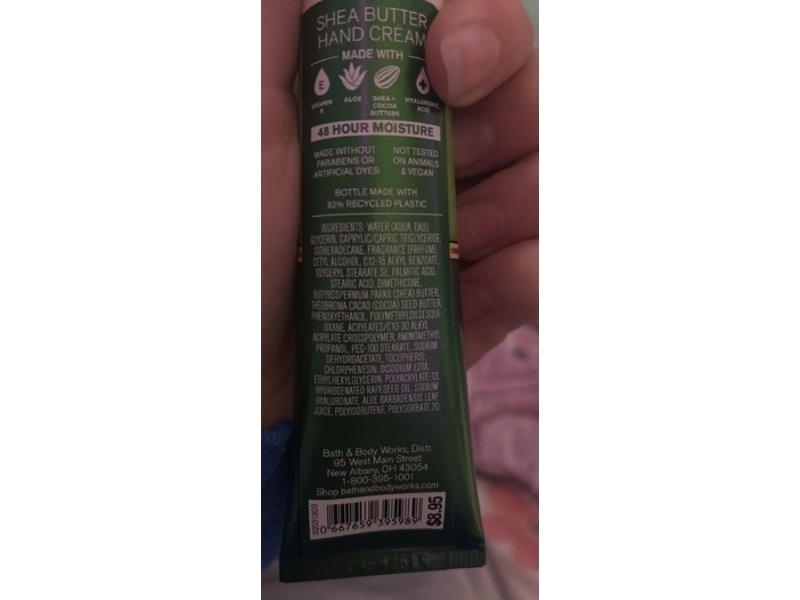 SHEA BUTTER
HAND CREAM
MADE WITH
E
VITAMIN E
ALOE
SHEA + COCOA BUTTERS
HYALURONIC ACID
48 HOUR MOISTURE
MADE WITHOUT PARABENS OR ARTIFICIAL DYES
NOT TESTED ON ANIMALS & VEGAN
BOTTLE MADE WITH
82% RECYCLED PLASTIC
INGREDIENTS: WATER (AQUA, EAU),
GLYCERIN, CAPRYLIC/CAPRIC TRIGLYCERIDE,
ISOHEXADECANE, FRAGRANCE (PARFUM),
CETYL ALCOHOL, C12-15 ALKYL BENZOATE,
GLYCERYL STEARATE SE, PALMITIC ACID,
STEARIC ACID, DIMETHICONE,
BUTYROSPERMUM PARKII (SHEA) BUTTER,
THEOBROMA CACAO (COCOA) SEED BUTTER,
PHENOXYETHANOL, POLYMETHYLSILSESQUI-
OXANE, ACRYLATES/C10-30 ALKYL
ACRYLATE CROSSPOLYMER, AMINOMETHYL
PROPANOL, PEG-100 STEARATE, SODIUM
DEHYDROACETATE, TOCOPHEROL,
CHLORPHENESIN, DISODIUM EDTA,
ETHYLHEXYLGLYCERIN, POLYACRYLATE-13,
HYDROGENATED RAPESEED OIL, SODIUM
HYALURONATE, ALOE BARBADENSIS LEAF
JUICE, POLYISOBUTENE, POLYSORBATE 20.
Bath & Body Works, Distr.
95 West Main Street
New Albany, OH 43054
1-800-395-1001
Shop bathandbodyworks.com
0 667659 395989
$8.95